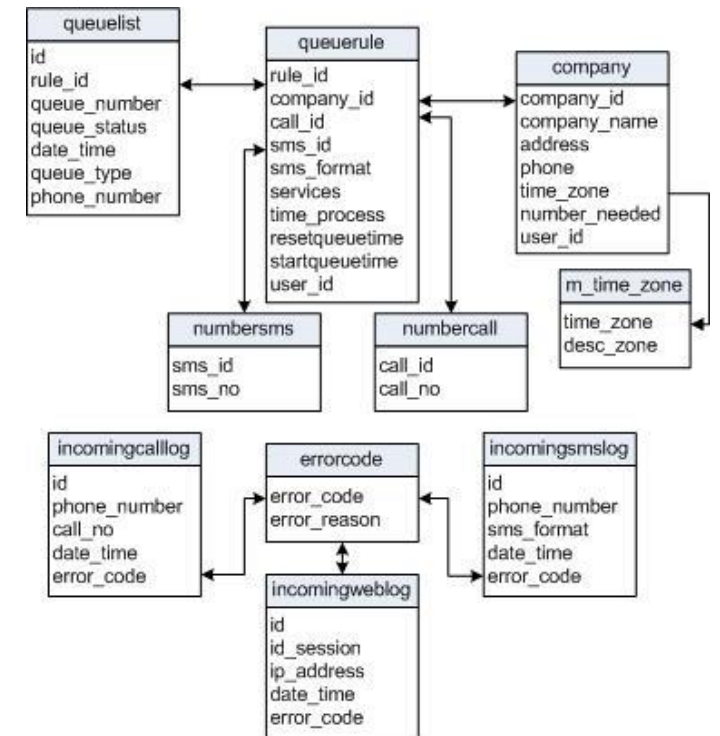 queuelist
id
rule_id
queue_number
queue_status
date_time
queue_type
phone_number
queuerule
rule_id
company_id
call_id
sms_id
sms_format
services
time_process
resetqueuetime
startqueuetime
user_id
company
company_id
company_name
address
phone
time_zone
number_needed
user_id
m_time_zone
time_zone
desc_zone
numbersms
sms_id
sms_no
numbercall
call_id
call_no
incomingcalllog
id
phone_number
call_no
date_time
error_code
errorcode
error_code
error_reason
incomingsmslog
id
phone_number
sms_format
date_time
error_code
incomingweblog
id
id_session
ip_address
date_time
error_code